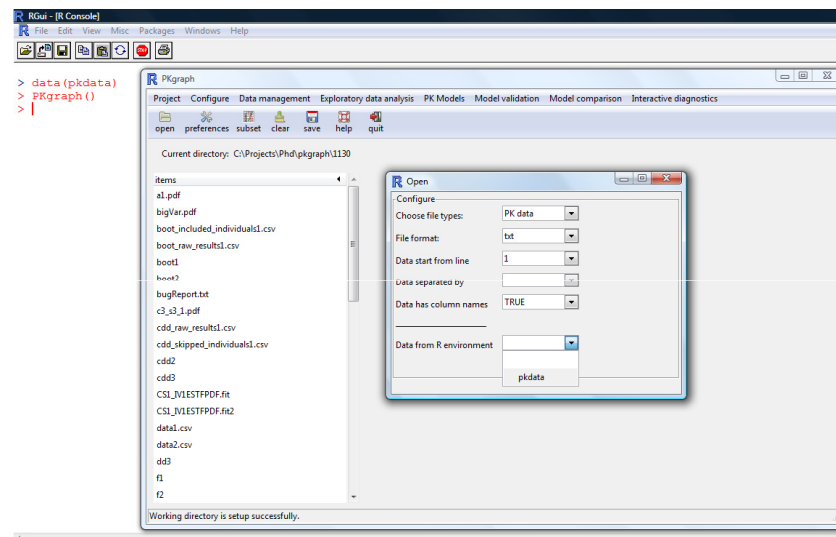 RGui - [R Console]
File Edit View Misc Packages Windows Help
> data(pkdata)
> PKgraph()
>
PKgraph
Project Configure Data management Exploratory data analysis PK Models Model validation Model comparison Interactive diagnostics
open preferences subset clear save help quit
Current directory: C:\Projects\Phd\pkgraph\1130
items
a1.pdf
bigVar.pdf
boot_included_individuals1.csv
boot_raw_results1.csv
boot1
boot2
bugReport.txt
c3_s3_1.pdf
cdd_raw_results1.csv
cdd_skipped_individuals1.csv
cdd2
cdd3
CS1_IV1ESTFPDF.fit
CS1_IV1ESTFPDF.fit2
data1.csv
data2.csv
dd3
f1
f2
Open
Configure
Choose file types: PK data
File format: txt
Data start from line 1
Data separated by
Data has column names TRUE
Data from R environment
pkdata
Working directory is setup successfully.